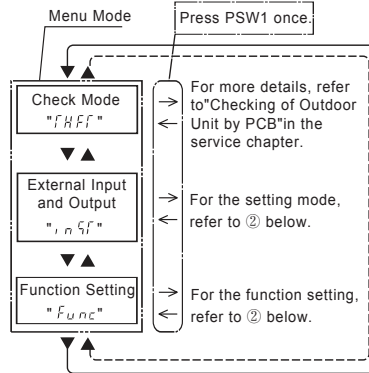 Menu Mode
Press PSW1 once.
Check Mode
For more details, refer
to"Checking of Outdoor
Unit by PCB"in the
service chapter.
External Input
and Output
For the setting mode,
refer to ② below.
Function Setting
"Func"
For the function setting,
refer to ② below.